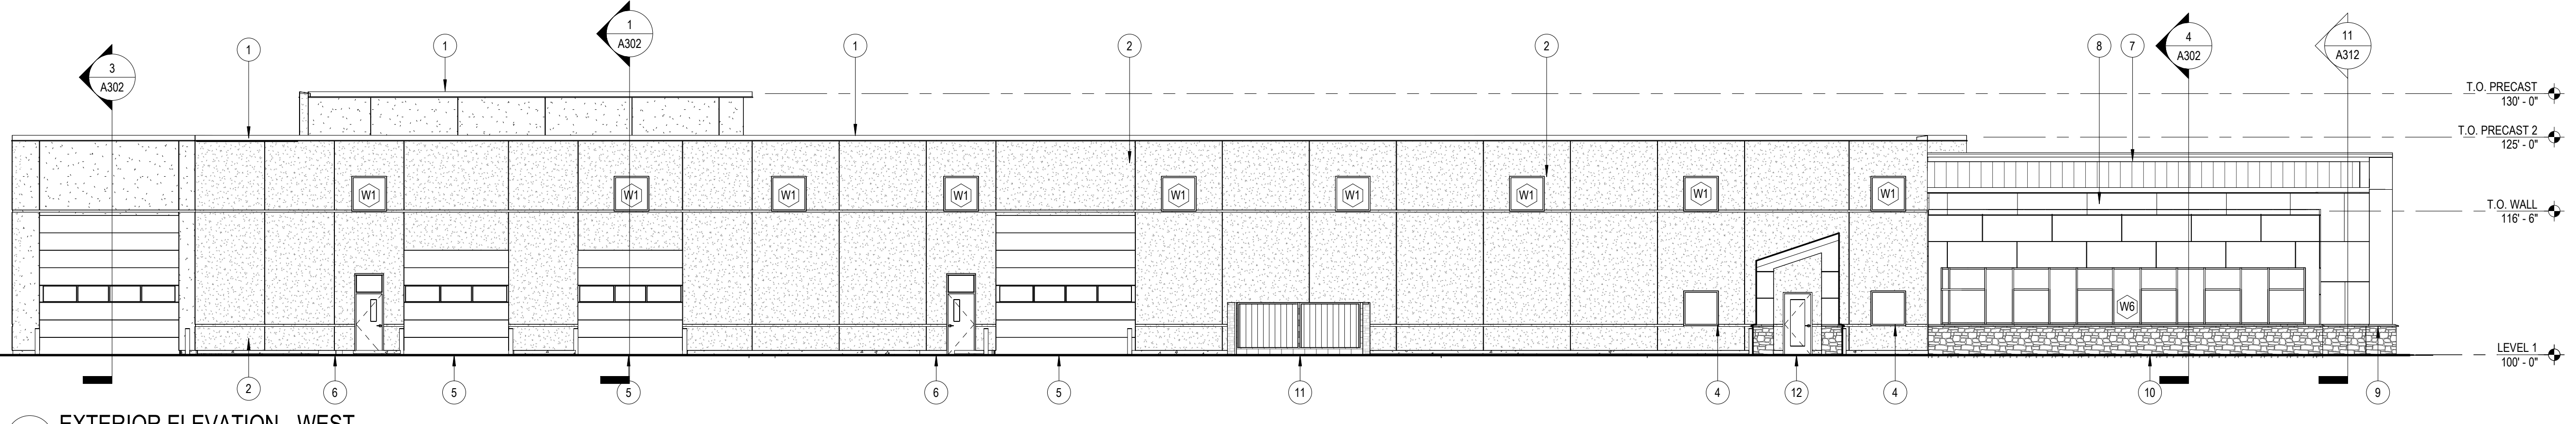 1
A302
3
A302
1
1
1
2
2
8
7
4
A302
11
A312
T.O. PRECAST
130' - 0"
T.O. PRECAST 2
125' - 0"
T.O. WALL
116' - 6"
LEVEL 1
100' - 0"
W1
W1
W1
W1
W1
W1
W1
W1
W1
W6
2
6
5
5
6
5
11
4
12
4
10
9
EXTERIOR ELEVATION - WEST